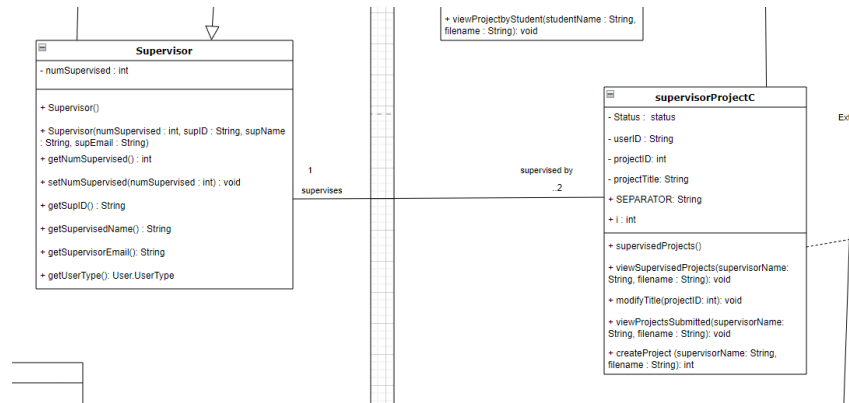 + viewProjectbyStudent(studentName : String,
filename : String): void
Supervisor
- numSupervised : int
+ Supervisor()
+ Supervisor(numSupervised : int, supID : String, supName
: String, supEmail : String)
+ getNumSupervised() : int
+ setNumSupervised(numSupervised : int) : void
+ getSupID() : String
+ getSupervisedName() : String
+ getSupervisorEmail(): String
+ getUserType(): User.UserType
1
supervises
supervised by
..2
supervisorProjectC
- Status : status
- userID : String
- projectID: int
- projectTitle: String
+ SEPARATOR: String
+ i : int
+ supervisedProjects()
+ viewSupervisedProjects(supervisorName:
String, filename : String): void
+ modifyTitle(projectID: int): void
+ viewProjectsSubmitted(supervisorName:
String, filename : String): void
+ createProject (supervisorName: String,
filename : String): int
Ext